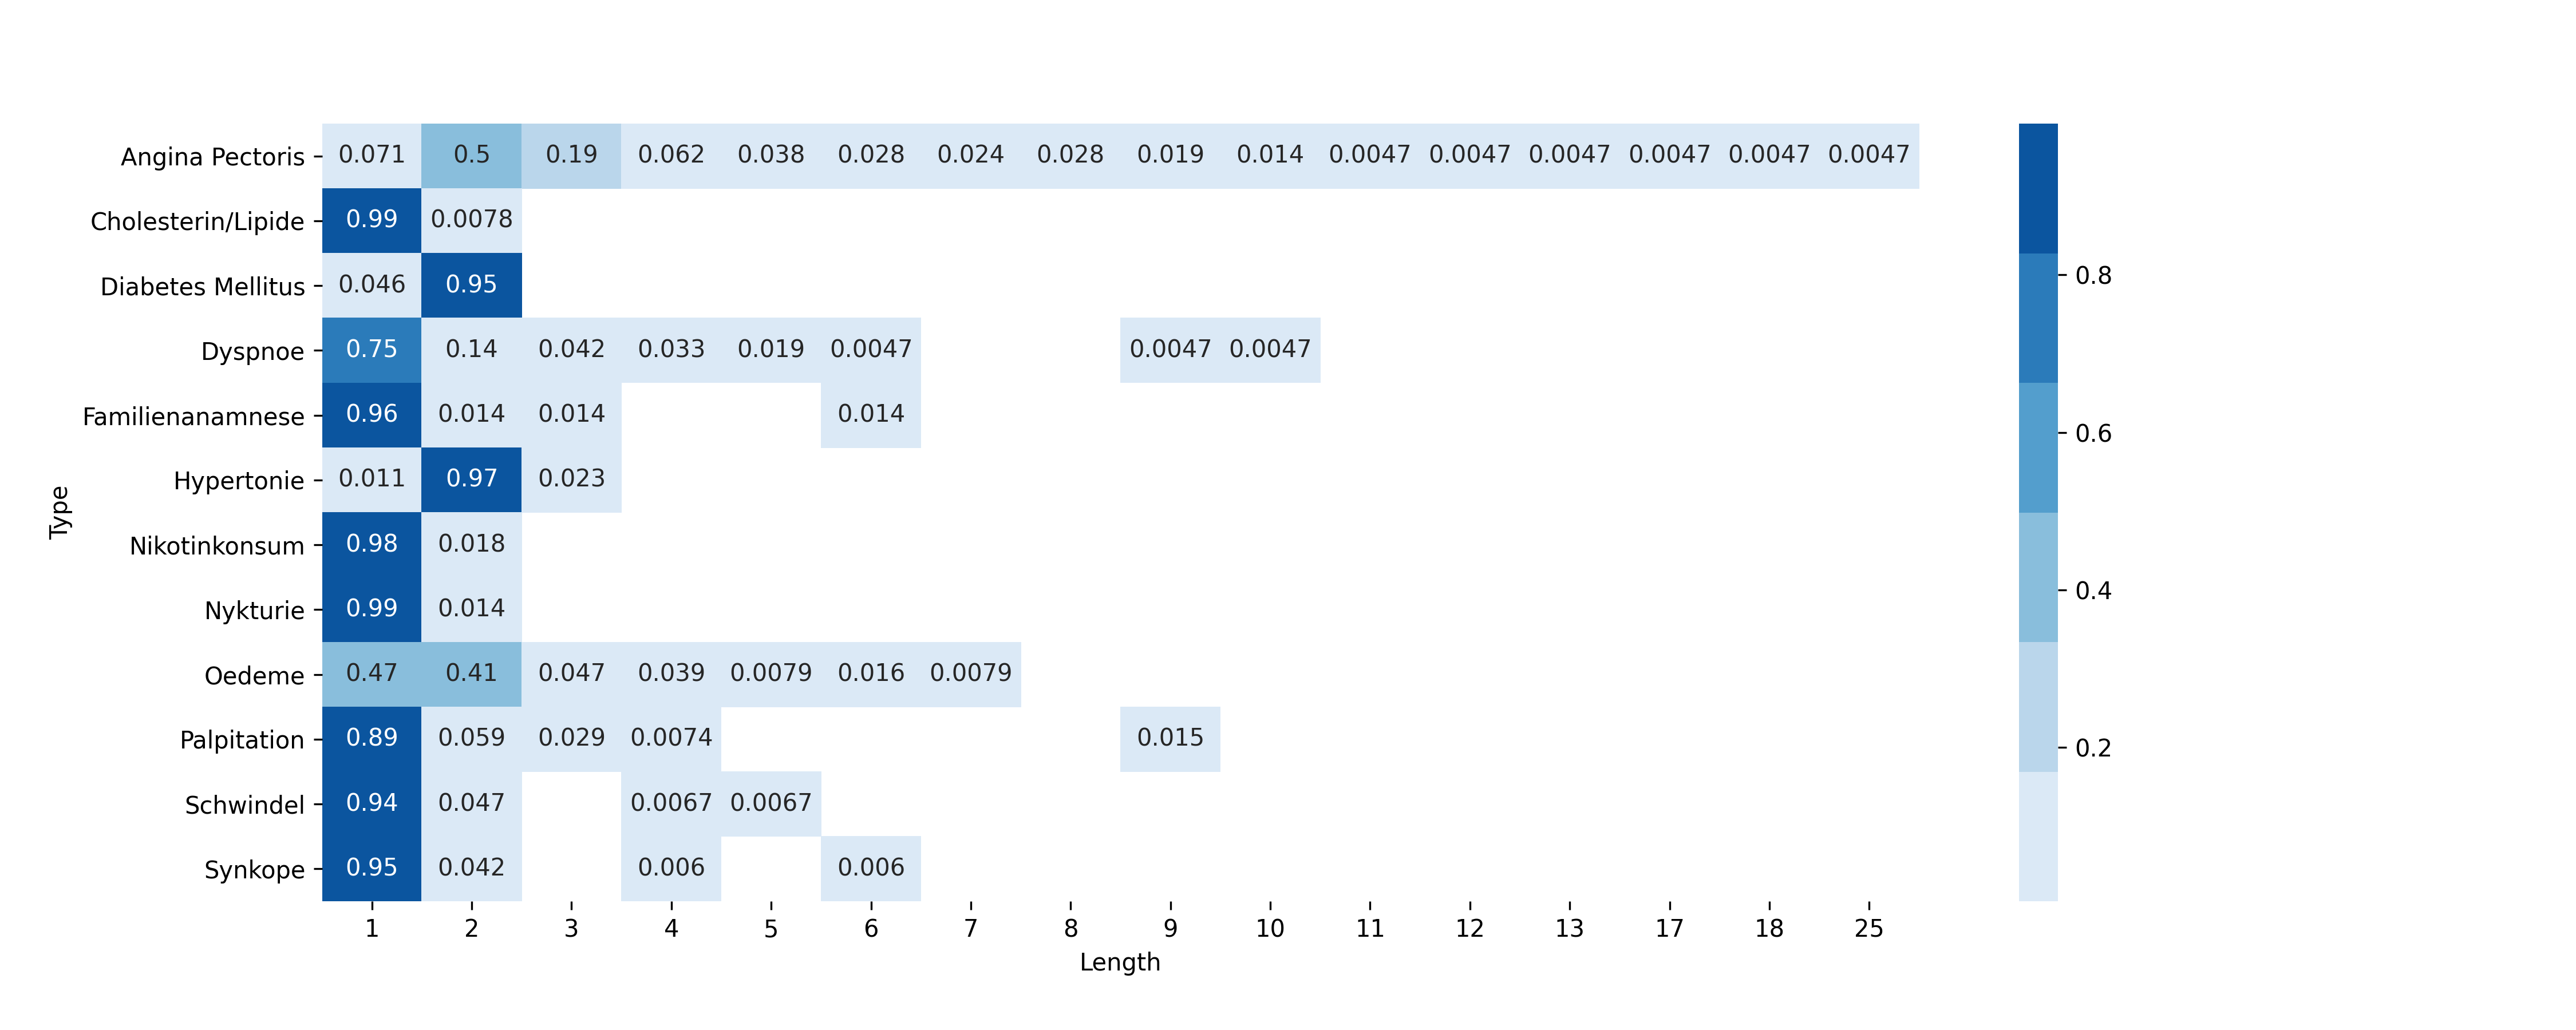 Angina Pectoris 0.071 0.5 0.19 0.062 0.038 0.028 0.024 0.028 0.019 0.014 0.0047 0.0047 0.0047 0.0047 0.0047 0.0047
Cholesterin/Lipide 0.99 0.0078
Diabetes Mellitus 0.046 0.95
0.8
Dyspnoe 0.75 0.14 0.042 0.033 0.019 0.0047 0.0047 0.0047
Familienanamnese 0.96 0.014 0.014 0.014
0.6
Hypertonie 0.011 0.97 0.023
Type
Nikotinkonsum 0.98 0.018
0.4
Nykturie 0.99 0.014
Oedeme 0.47 0.41 0.047 0.039 0.0079 0.016 0.0079
Palpitation 0.89 0.059 0.029 0.0074 0.015
0.2
Schwindel 0.94 0.047 0.0067 0.0067
Synkope 0.95 0.042 0.006 0.006
1 2 3 4 5 6 7 8 9 10 11 12 13 17 18 25
Length